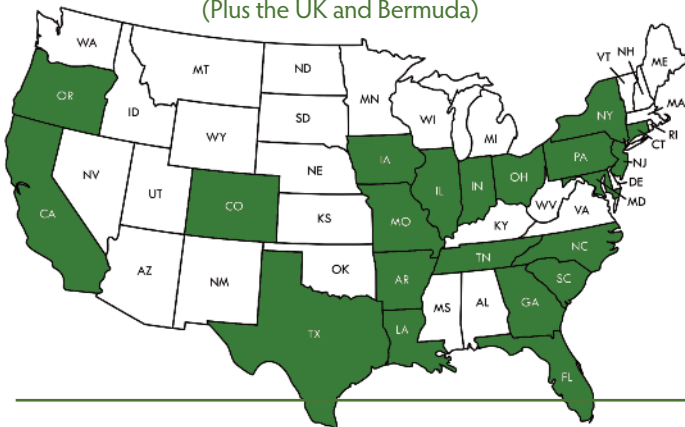 (Plus the UK and Bermuda)
WA
MT
ND
MN
VT
NH
ME
OR
ID
SD
WI
MI
NY
MA
WY
RI
CT
IA
NE
PA
NJ
NV
UT
CO
IL
IN
OH
DE
MD
CA
KS
MO
WV
VA
KY
AZ
NM
OK
AR
TN
NC
SC
MS
AL
GA
TX
LA
FL